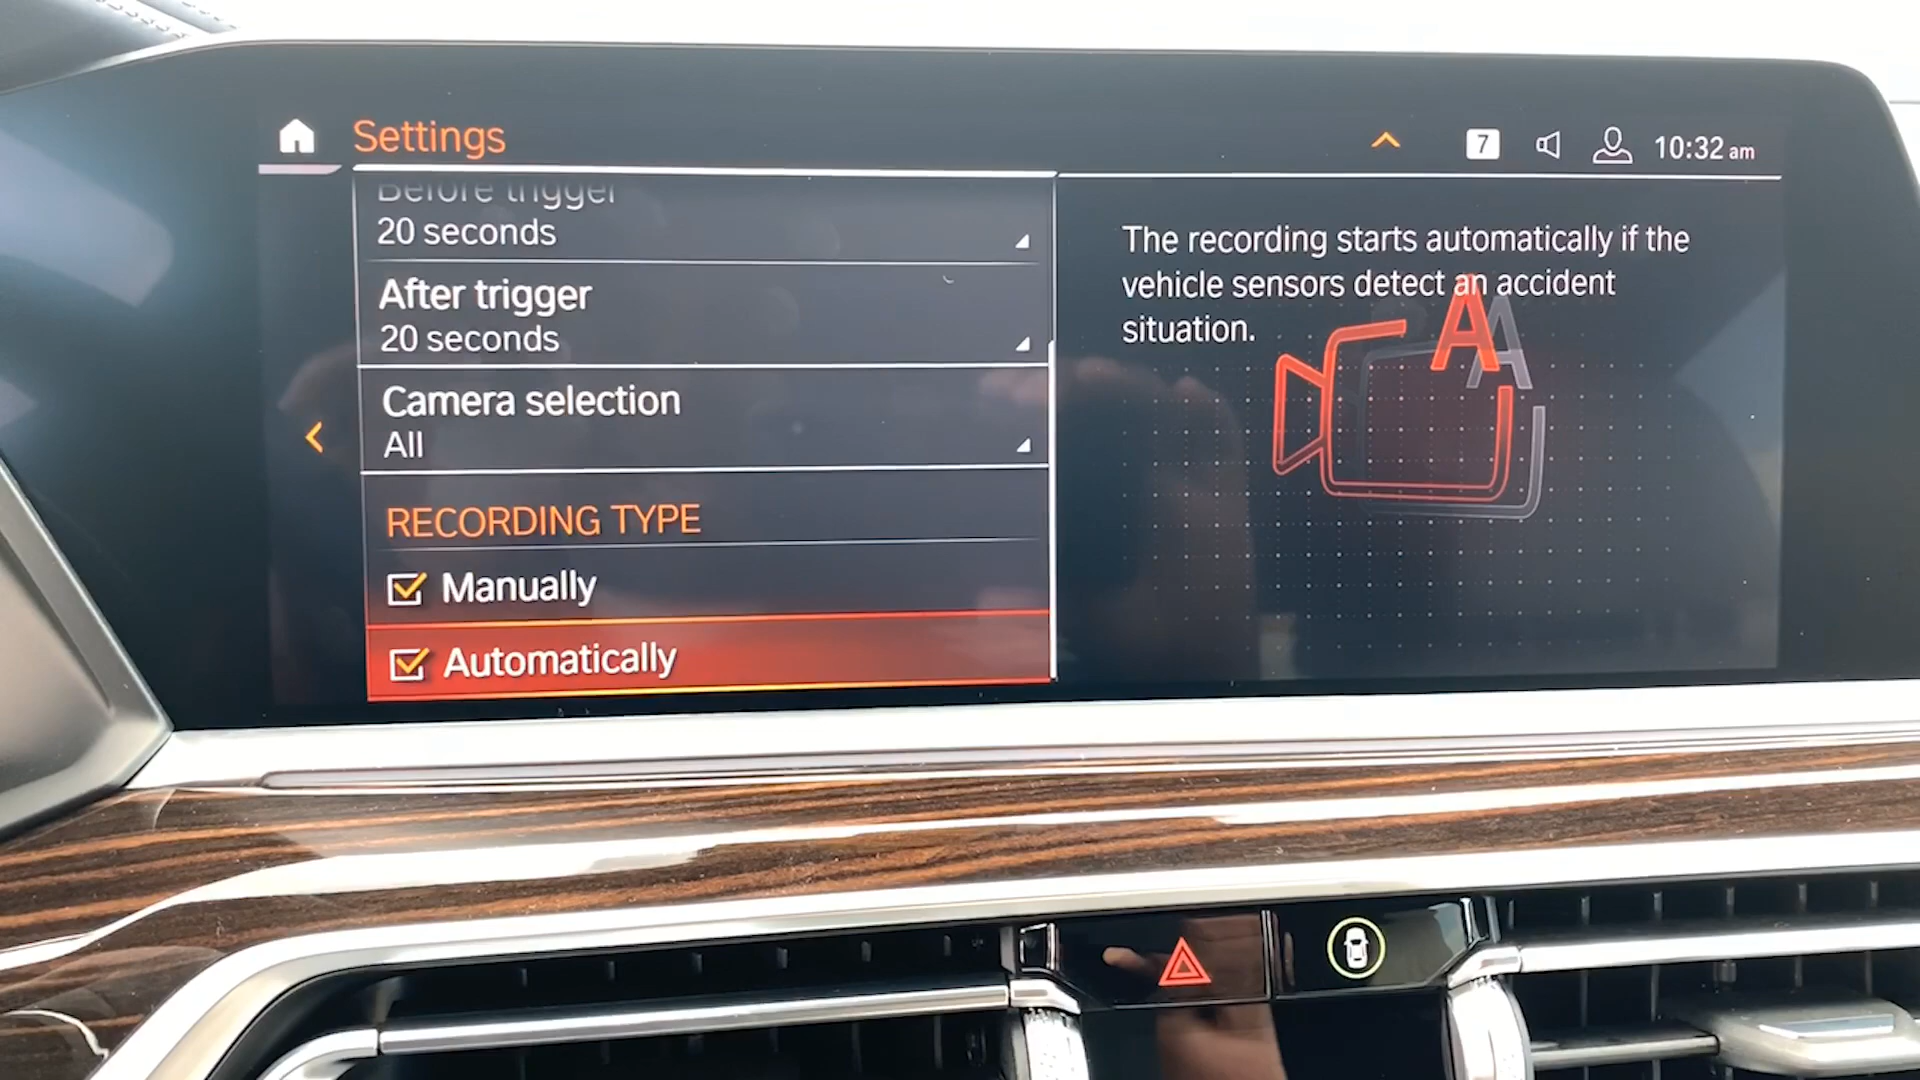 Settings
7
10:32 am
Before trigger
20 seconds
After trigger
20 seconds
Camera selection
All
RECORDING TYPE
Manually
Automatically
The recording starts automatically if the
vehicle sensors detect an accident
situation.
A